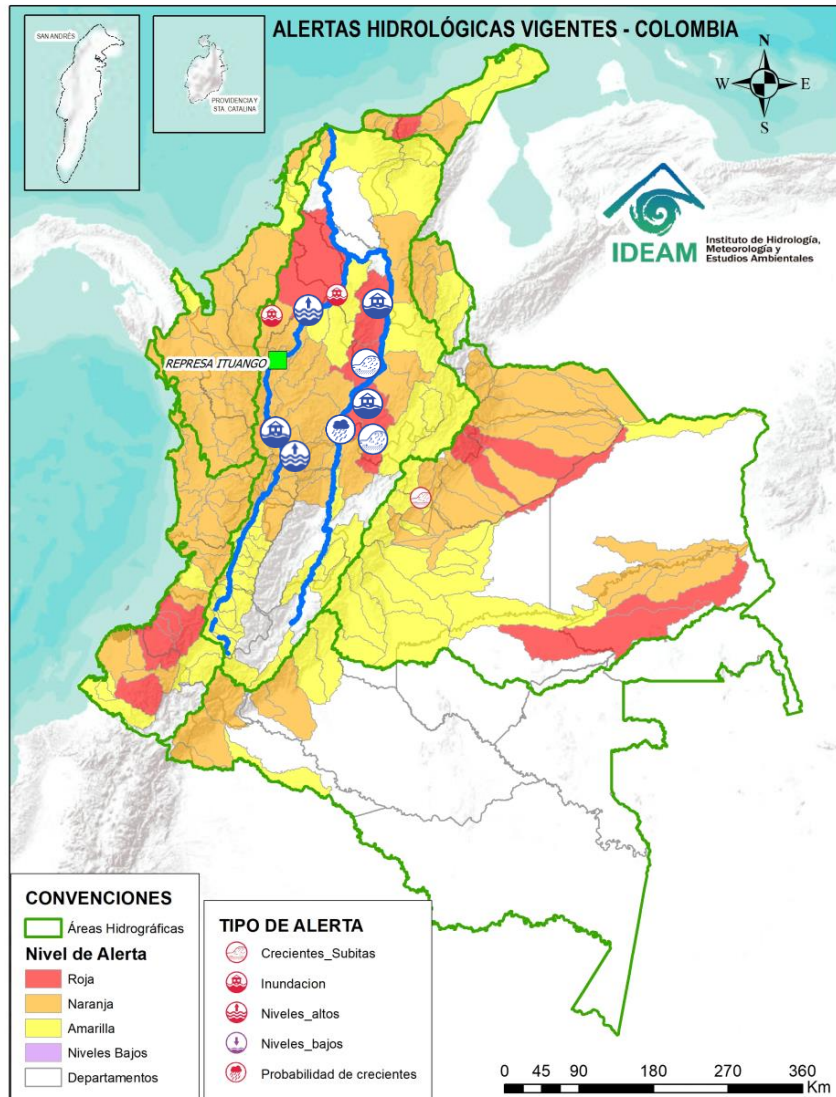 ALERTAS HIDROLÓGICAS VIGENTES - COLOMBIA
SAN ANDRÉS
PROVIDENCIA Y
STA. CATALINA
N
W
E
S
IDEAM
Instituto de Hidrología,
Meteorología y
Estudios Ambientales
REPRESA ITUANGO
CONVENCIONES
Áreas Hidrográficas
Nivel de Alerta
Roja
Naranja
Amarilla
Niveles Bajos
Departamentos
TIPO DE ALERTA
Crecientes_Subitas
Inundacion
Niveles_altos
Niveles_bajos
Probabilidad de crecientes
0 45 90 180 270 360
Km